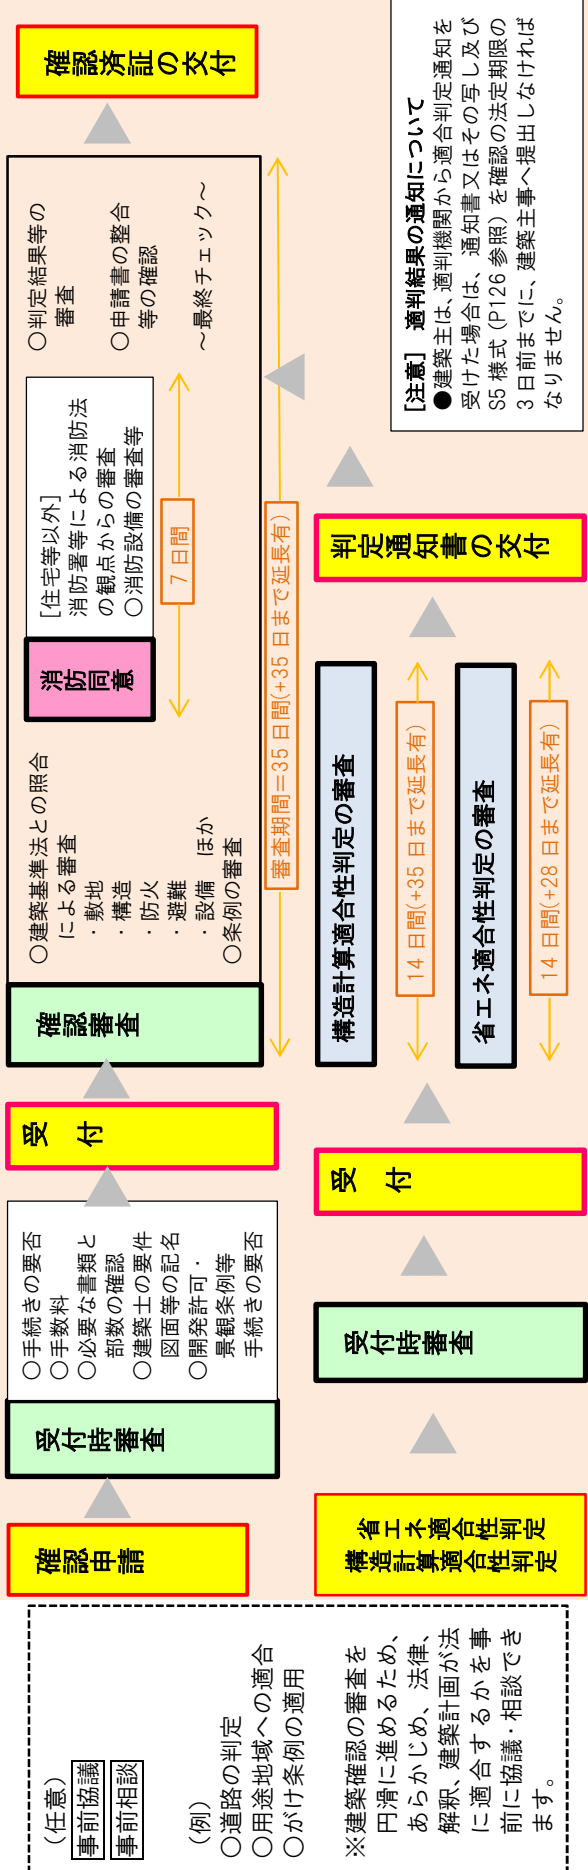 （任意）
事前協議
事前相談
（例）
○道路の判定
○用途地域への適合
○がけ条例の適用
※建築確認の審査を
円滑に進めるため、
あらかじめ、法律、
解釈、建築計画が法
に適合するかを事
前に協議・相談でき
ます。
確認申請
受付時審査
○手続きの要否
○手数料
○必要な書類と
部数の確認
○建築士の要件
図面等の記名
○開発許可・
景観条例等
手続きの要否
受　付
確認審査
○建築基準法との照合
による審査
・敷地
・構造
・防火
・避難
・設備　ほか
○条例の審査
消防同意
［住宅等以外］
消防署等による消防法
の観点からの審査
○消防設備の審査等
7 日間
○判定結果等の
審査
○申請書の整合
等の確認
～最終チェック～
審査期間＝35 日間(+35 日まで延長有)
確認済証の交付
省エネ適合性判定
構造計算適合性判定
受付時審査
受　付
構造計算適合性判定の審査
14 日間(+35 日まで延長有)
省エネ適合性判定の審査
14 日間(+28 日まで延長有)
判定通知書の交付
［注意］　適判結果の通知について
●建築主は、適判機関から適合判定通知を
受けた場合は、通知書又はその写し及び
S5 様式（P126 参照）を確認の法定期限の
3 日前までに、建築主事へ提出しなければ
なりません。